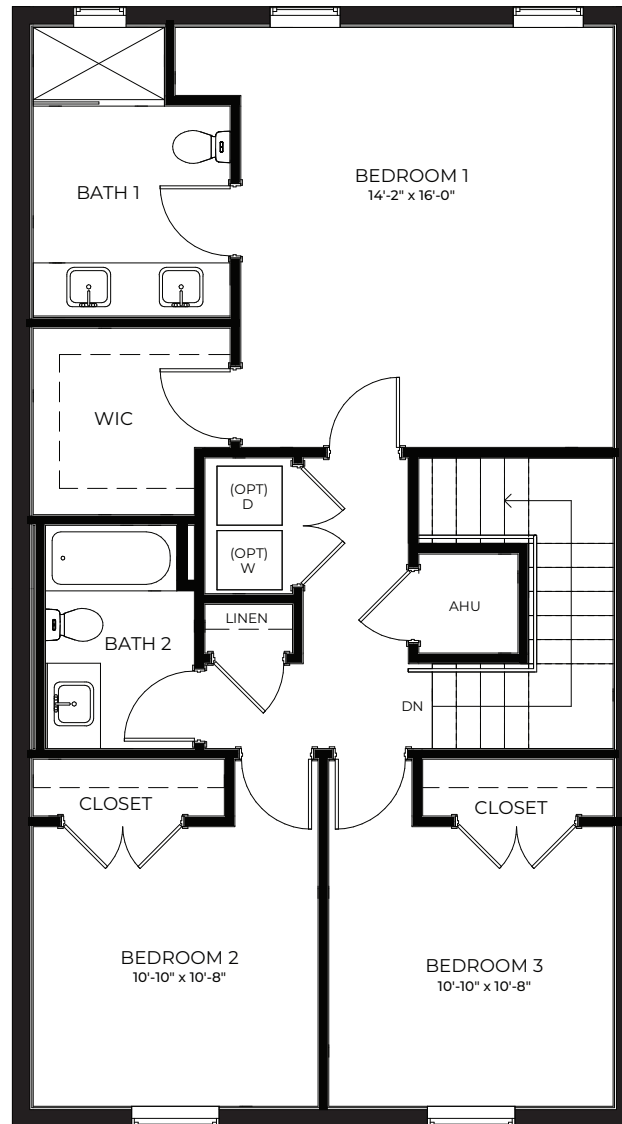 BATH 1
BEDROOM 1
14'-2" x 16'-0"
WIC
(OPT)
D
(OPT)
W
AHU
LINEN
BATH 2
DN
CLOSET
CLOSET
BEDROOM 2
10'-10" x 10'-8"
BEDROOM 3
10'-10" x 10'-8"